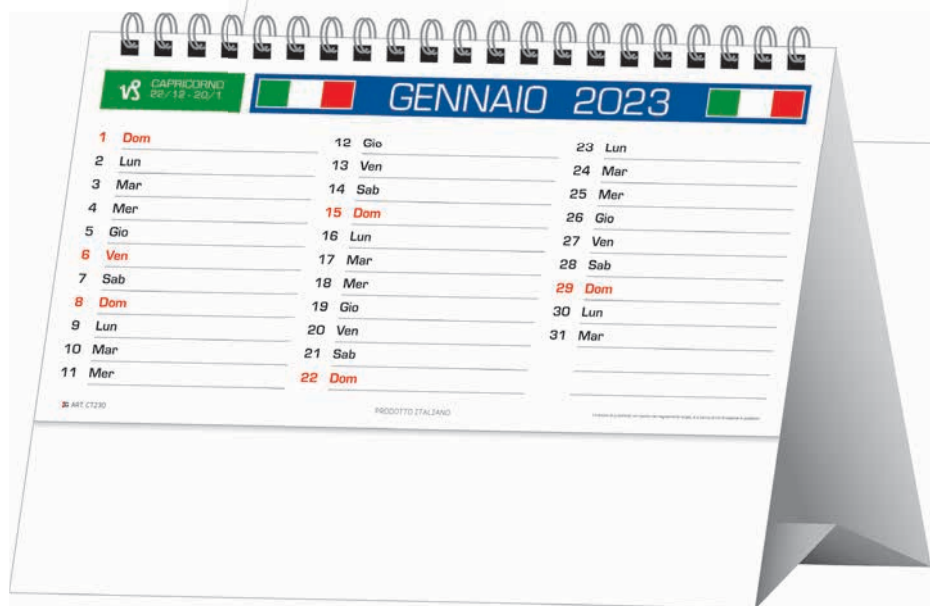 CAPRICORNO
22/12 - 20/1
GENNAIO 2023
1 Dom
2 Lun
3 Mar
4 Mer
5 Gio
6 Ven
7 Sab
8 Dom
9 Lun
10 Mar
11 Mer
12 Gio
13 Ven
14 Sab
15 Dom
16 Lun
17 Mar
18 Mer
19 Gio
20 Ven
21 Sab
22 Dom
23 Lun
24 Mar
25 Mer
26 Gio
27 Ven
28 Sab
29 Dom
30 Lun
31 Mar
ART. CT230
PRODOTTO ITALIANO